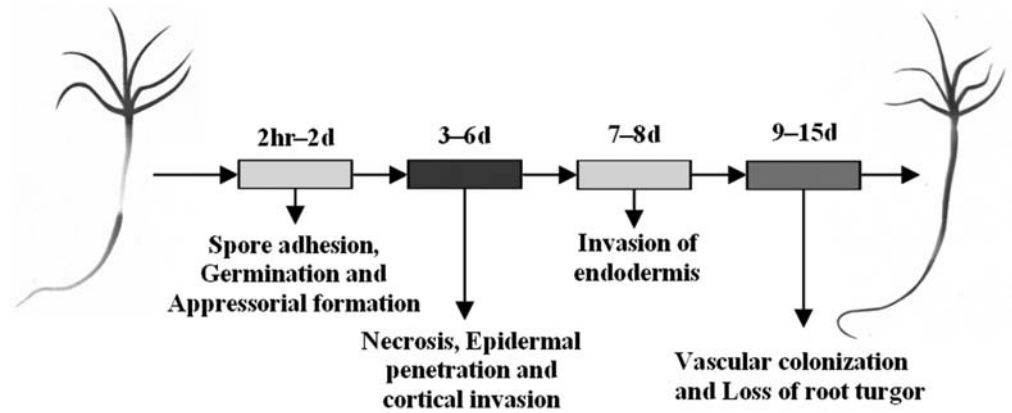 2hr–2d
3–6d
7–8d
9–15d
Spore adhesion,
Germination and
Appressorial formation
Necrosis, Epidermal
penetration and
cortical invasion
Invasion of
endodermis
Vascular colonization
and Loss of root turgor